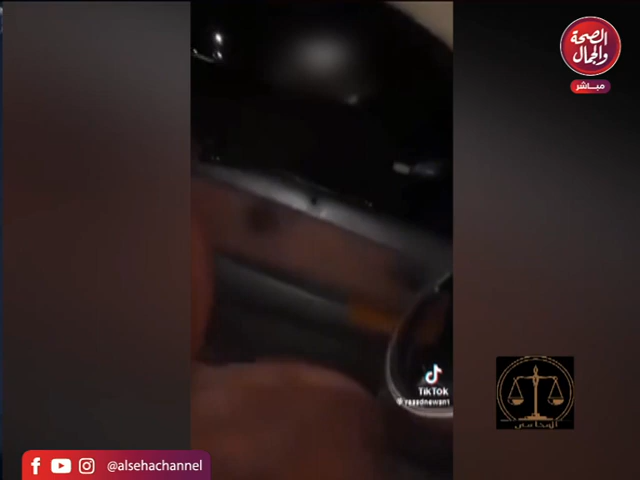 الصحة
والجمال
مباشر
TikTok
المحامي
@alsehachannel